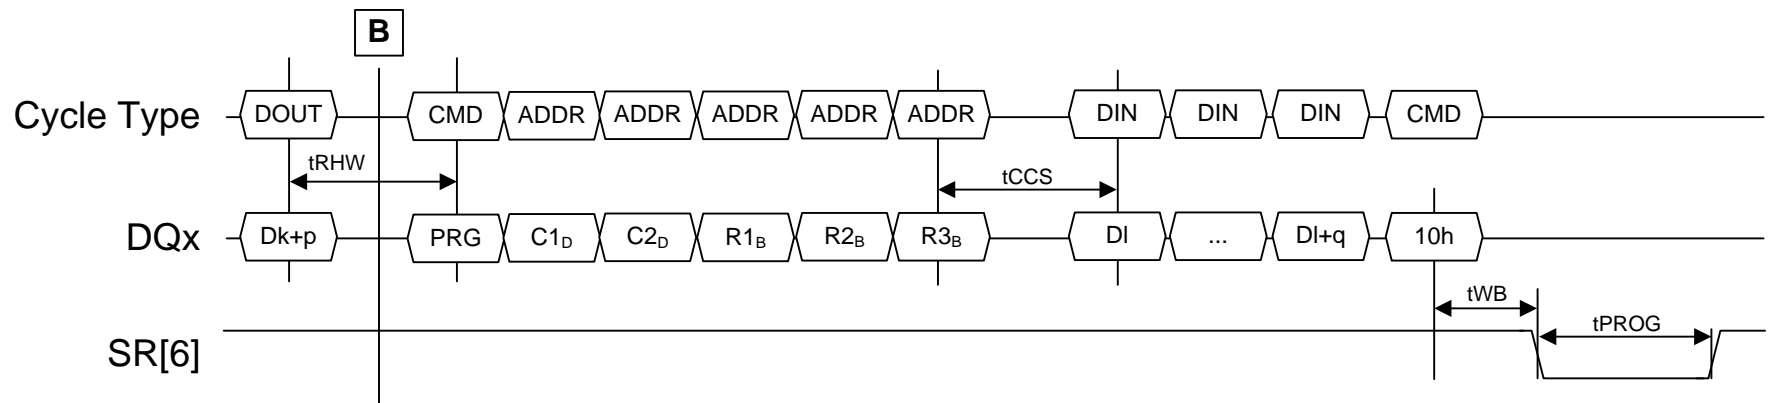 B
Cycle Type DOUT CMD ADDR ADDR ADDR ADDR ADDR DIN DIN DIN CMD
tRHW tCCS
DQx Dk+p PRG C1D C2D R1B R2B R3B DI ... DI+q 10h
tWB
tPROG
SR[6]